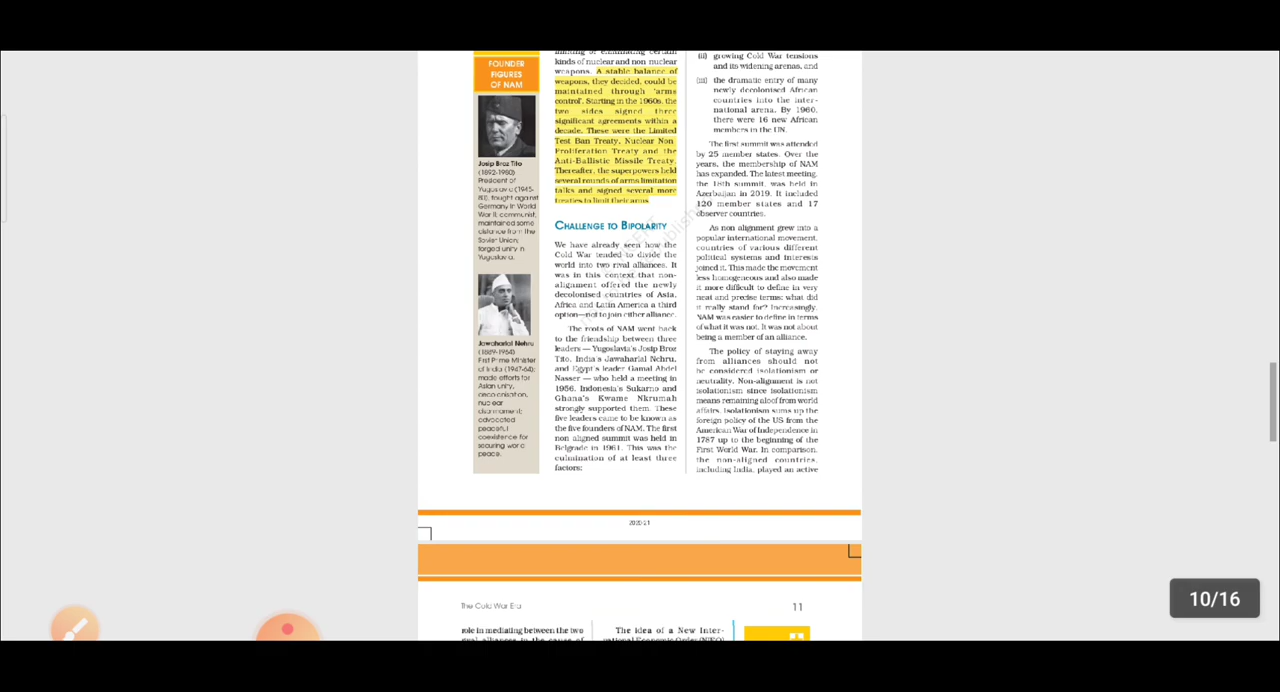 FOUNDER
FIGURES
OF NAM
Josip Broz Tito
(1892-1980)
President of
Yugoslavia (1945-
80), fought against
Germany in World
War II; communist;
maintained some
distance from the
Soviet Union;
forged unity in
Yugoslavia.
Jawaharlal Nehru
(1889-1964)
First Prime Minister
of India (1947-64);
made efforts for
Asian unity,
decolonisation,
nuclear
disarmament;
advocated
peaceful
coexistence for
securing world
peace.
kinds of nuclear and non nuclear
weapons. A stable balance of
weapons, they decided, could be
maintained through 'arms
control'. Starting in the 1960s, the
two sides signed three
significant agreements within a
decade. These were the Limited
Test Ban Treaty, Nuclear Non
Proliferation Treaty and the
Anti-Ballistic Missile Treaty.
Thereafter, the superpowers held
several rounds of arms limitation
talks and signed several more
treaties to limit their arms
CHALLENGE TO BIPOLARITY
We have already seen how the
Cold War tended to divide the
world into two rival alliances. It
was in this context that non-
alignment offered the newly
decolonised countries of Asia,
Africa and Latin America a third
option—not to join either alliance.
The roots of NAM went back
to the friendship between three
leaders — Yugoslavia's Josip Broz
Tito, India's Jawaharlal Nehru,
and Egypt's leader Gamal Abdel
Nasser — who held a meeting in
1956. Indonesia's Sukarno and
Ghana's Kwame Nkrumah
strongly supported them. These
five leaders came to be known as
the five founders of NAM. The first
non aligned summit was held in
Belgrade in 1961. This was the
culmination of at least three
factors:
(ii) growing Cold War tensions
and its widening arenas, and
(iii) the dramatic entry of many
newly decolonised African
countries into the inter-
national arena. By 1960,
there were 16 new African
members in the UN.
The first summit was attended
by 25 member states. Over the
years, the membership of NAM
has expanded. The latest meeting,
the 18th summit, was held in
Azerbaijan in 2019. It included
120 member states and 17
observer countries.
As non alignment grew into a
popular international movement,
countries of various different
political systems and interests
joined it. This made the movement
less homogeneous and also made
it more difficult to define in very
neat and precise terms: what did
it really stand for? Increasingly,
NAM was easier to define in terms
of what it was not. It was not about
being a member of an alliance.
The policy of staying away
from alliances should not
be considered isolationism or
neutrality. Non-alignment is not
isolationism since isolationism
means remaining aloof from world
affairs. Isolationism sums up the
foreign policy of the US from the
American War of Independence in
1787 up to the beginning of the
First World War. In comparison,
the non-aligned countries,
including India, played an active
2020-21
The Cold War Era
11
role in mediating between the two
The idea of a New Inter-
10/16